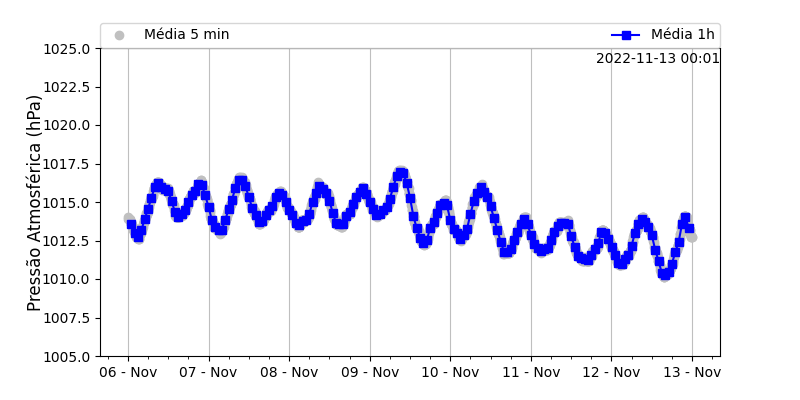 Média 5 min
Média 1h
2022-11-13 00:01
Pressão Atmosférica (hPa)
1025.0
1022.5
1020.0
1017.5
1015.0
1012.5
1010.0
1007.5
1005.0
06 - Nov
07 - Nov
08 - Nov
09 - Nov
10 - Nov
11 - Nov
12 - Nov
13 - Nov